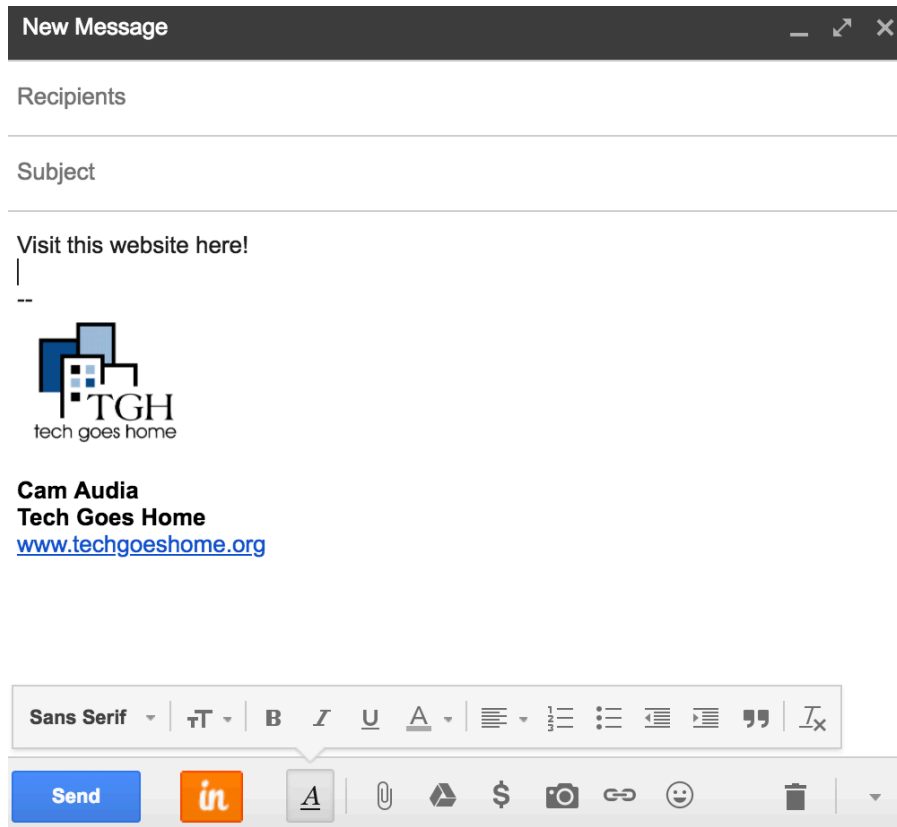 New Message
Recipients
Subject
Visit this website here!
--
TGH
tech goes home
Cam Audia
Tech Goes Home
www.techgoeshome.org
Sans Serif
Send
in